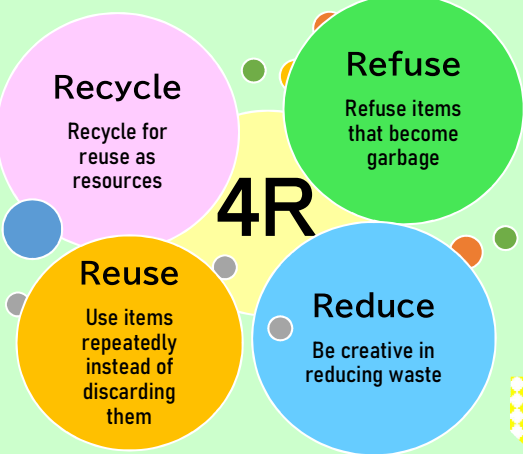 Recycle
Recycle for
reuse as
resources
Refuse
Refuse items
that become
garbage
4R
Reuse
Use items
repeatedly
instead of
discarding
them
Reduce
Be creative in
reducing waste